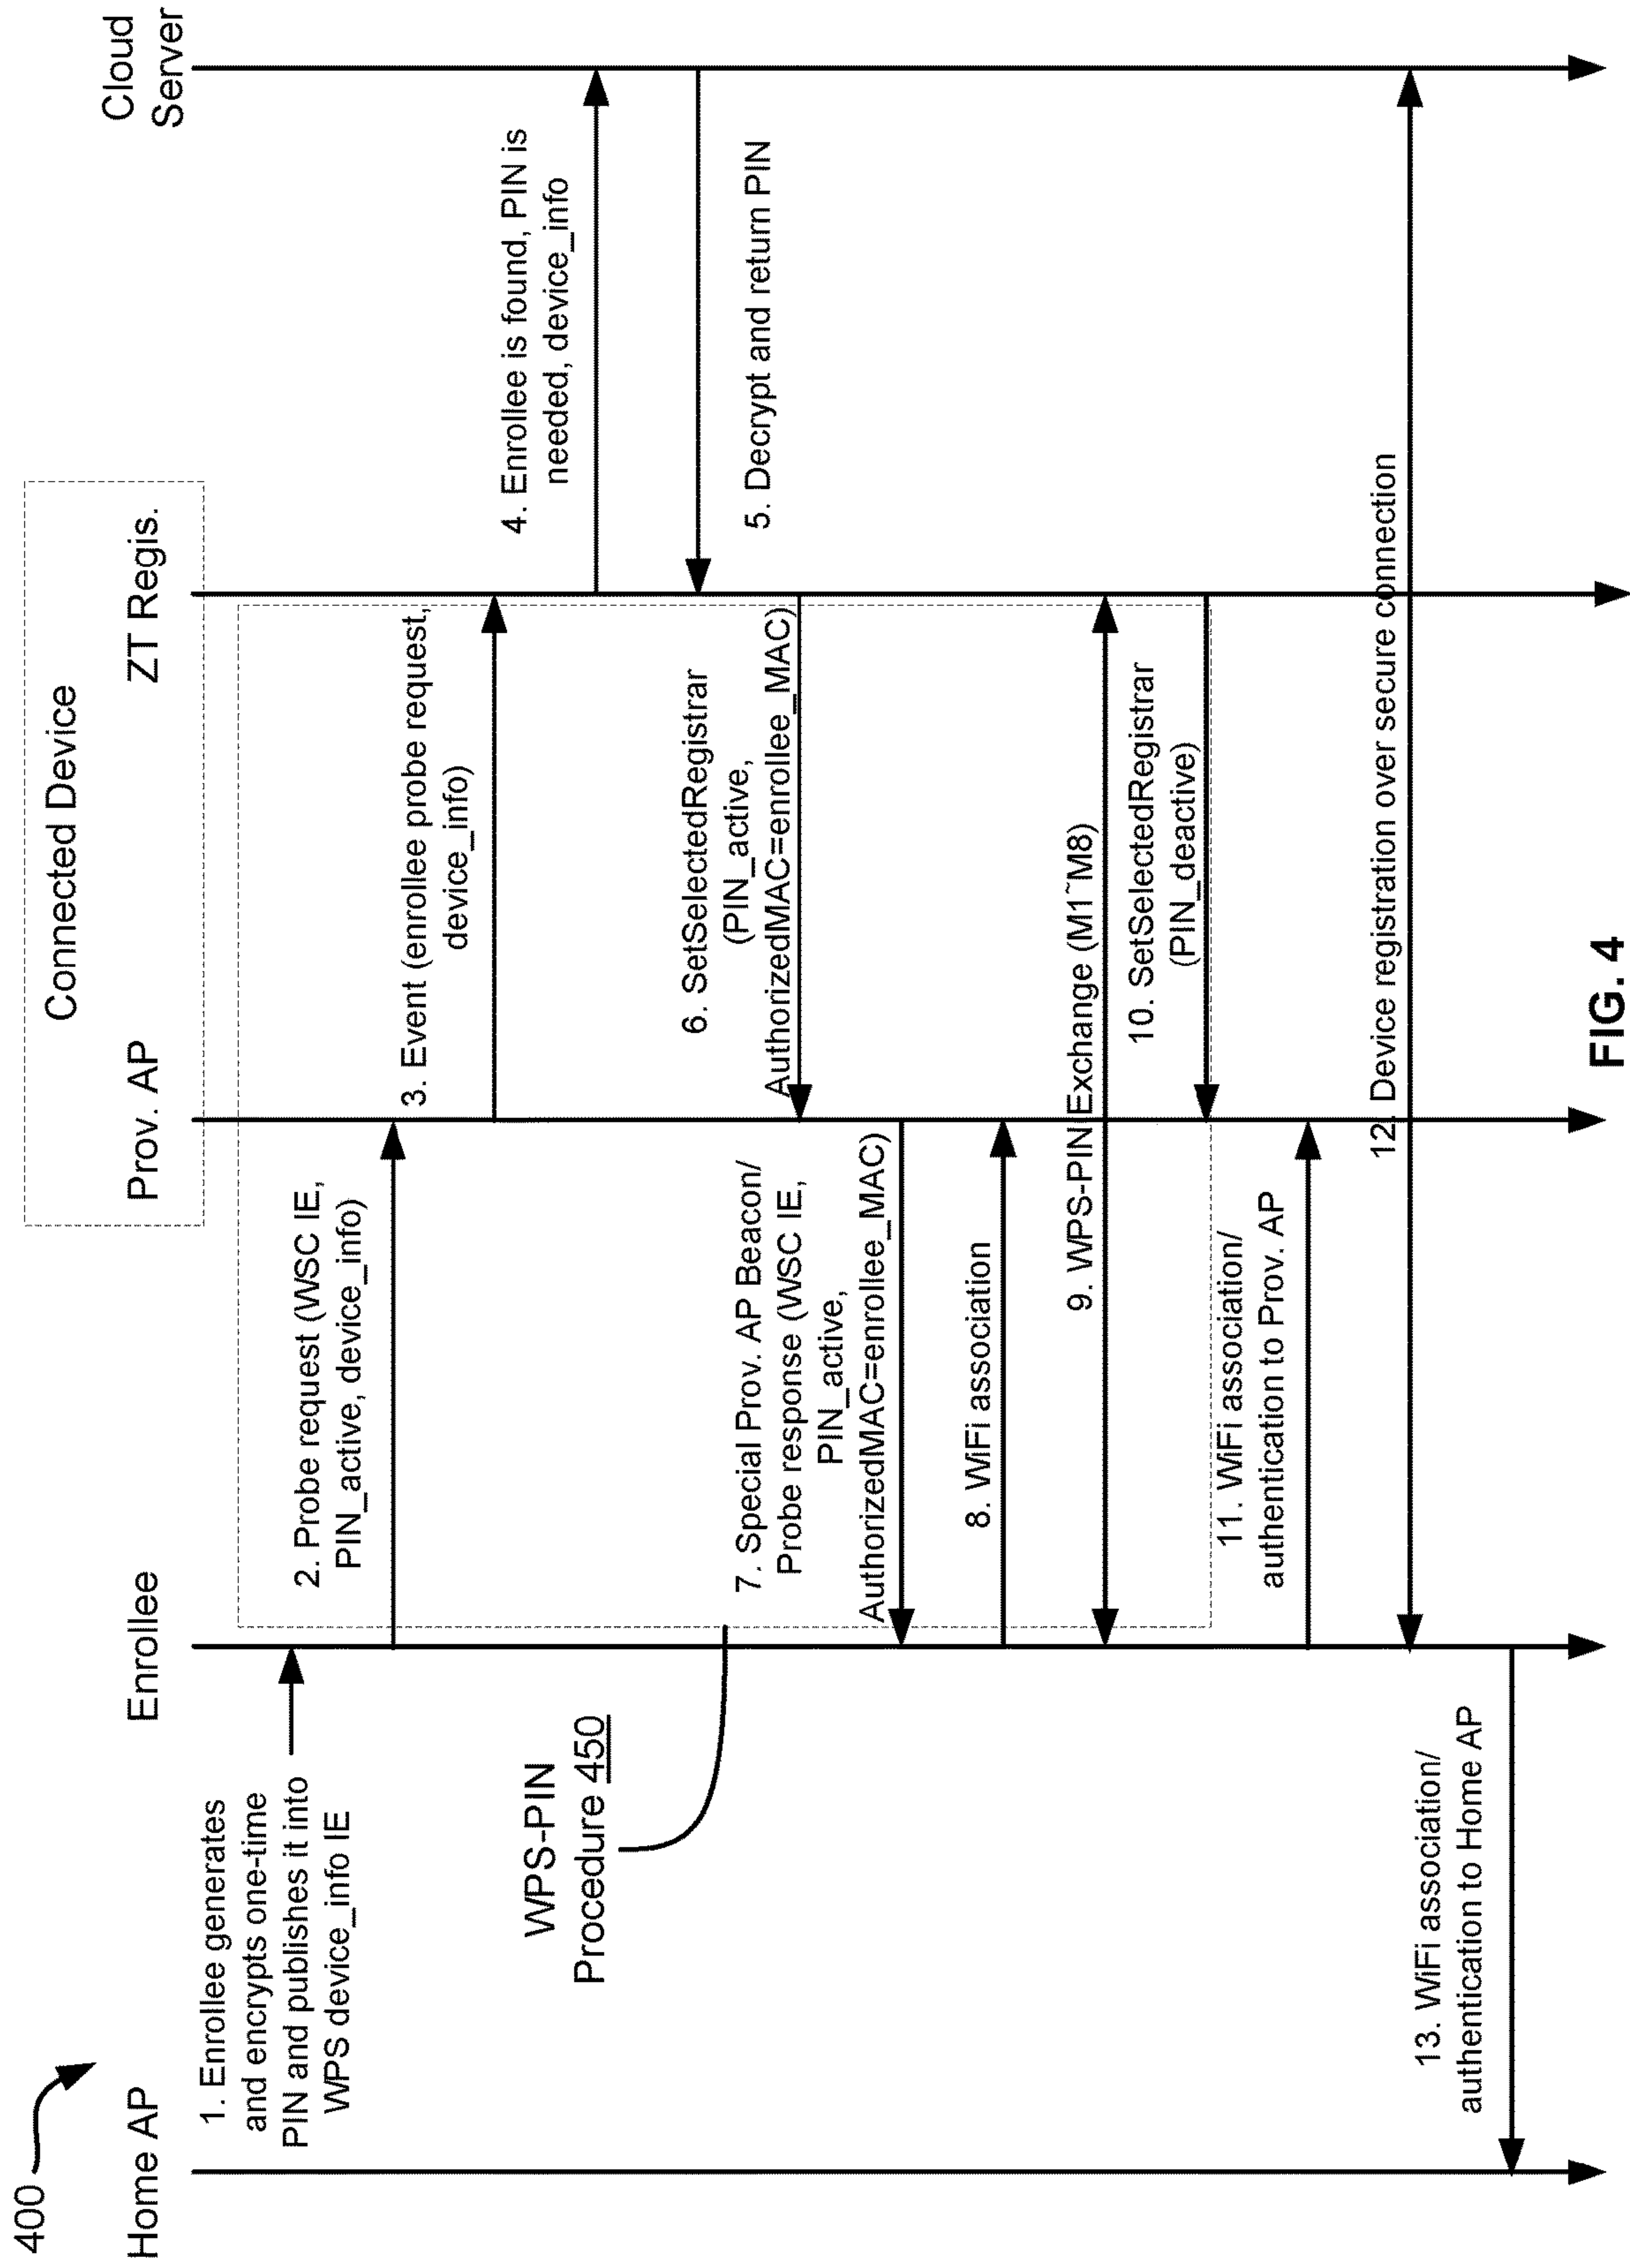 400
Connected Device
Home AP
Enrollee
Prov. AP
ZT Regis.
Cloud
Server
1. Enrollee generates
and encrypts one-time
PIN and publishes it into
WPS device_info IE
2. Probe request (WSC IE,
PIN_active, device_info)
3. Event (enrollee probe request,
device_info)
4. Enrollee is found, PIN is
needed, device_info
5. Decrypt and return PIN
WPS-PIN
Procedure 450
6. SetSelectedRegistrar
(PIN_active,
AuthorizedMAC=enrollee_MAC)
7. Special Prov. AP Beacon/
Probe response (WSC IE,
PIN_active,
AuthorizedMAC=enrollee_MAC)
8. WiFi association
9. WPS-PIN Exchange (M1~M8)
10. SetSelectedRegistrar
(PIN_deactive)
11. WiFi association/
authentication to Prov. AP
12. Device registration over secure connection
13. WiFi association/
authentication to Home AP
FIG. 4